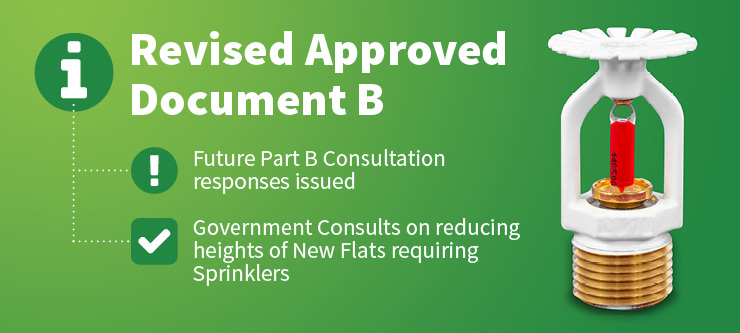 Revised Approved
Document B
Future Part B Consultation
responses issued
Government Consults on reducing
heights of New Flats requiring
Sprinklers